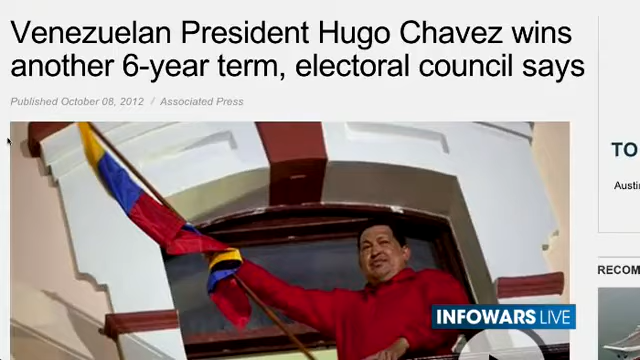 Venezuelan President Hugo Chavez wins
another 6-year term, electoral council says
Published October 08, 2012 / Associated Press
TO
Austi
RECOM
INFOWARS LIVE